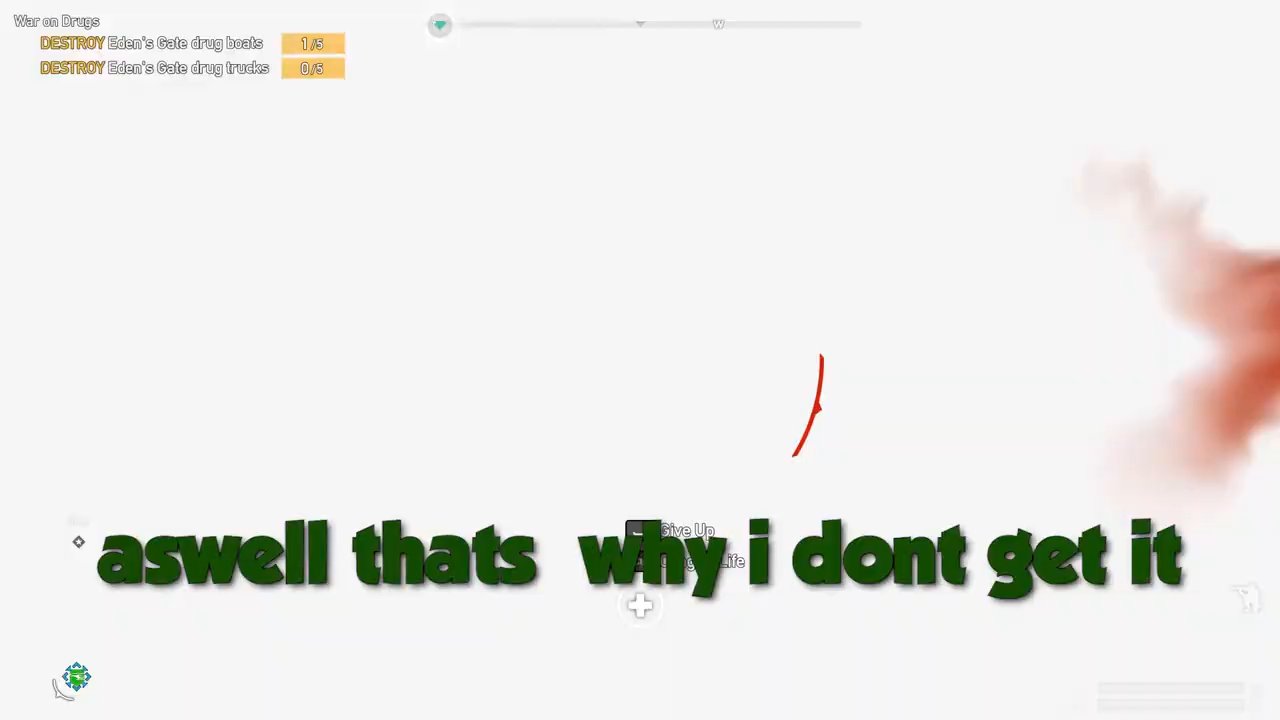 War on Drugs
W
DESTROY Eden's Gate drug boats 1/5
DESTROY Eden's Gate drug trucks 0/5
Give Up
Life
aswell thats why i dont get it